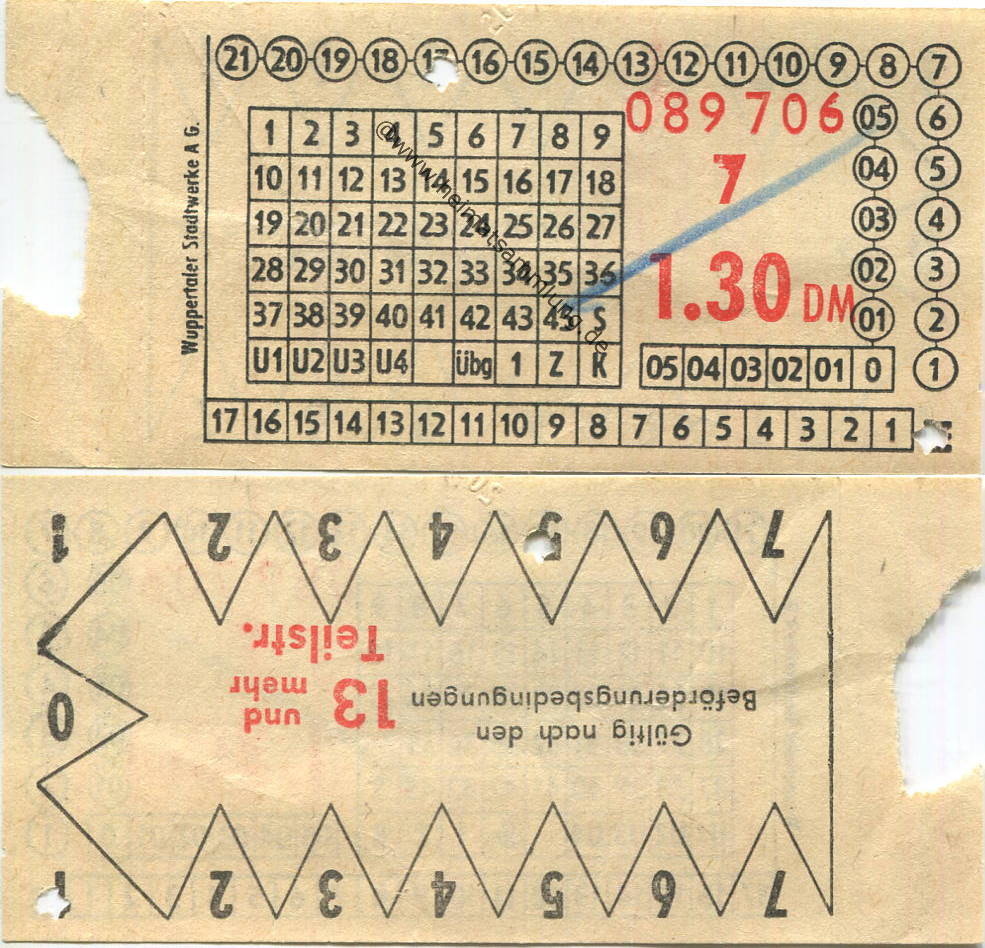 21 20 19 18 17 16 15 14 13 12 11 10 9 8 7
089706 05 6
7
04 5
03 4
02 3
1.30 DM 01 2
05 04 03 02 01 0 1
Wuppertaler Stadtwerke A G.
1 2 3 4 5 6 7 8 9
10 11 12 13 14 15 16 17 18
19 20 21 22 23 24 25 26 27
28 29 30 31 32 33 34 35 36
37 38 39 40 41 42 43 45 S
U1 U2 U3 U4 Übg 1 Z K
17 16 15 14 13 12 11 10 9 8 7 6 5 4 3 2 1
@www.heimatsammlung.de
7 6 5 4 3 2 1
Gültig nach den
Beförderungsbedingungen
13 und
mehr
Teilstr.
0
7 6 5 4 3 2 1